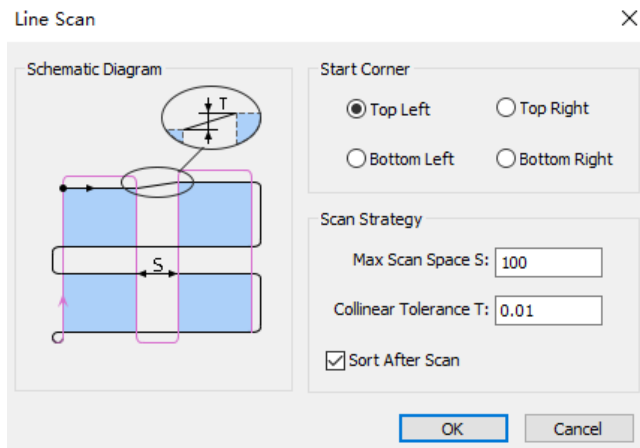 Line Scan
Schematic Diagram
T
S
Start Corner
Top Left
Top Right
Bottom Left
Bottom Right
Scan Strategy
Max Scan Space S: 100
Collinear Tolerance T: 0.01
Sort After Scan
OK
Cancel